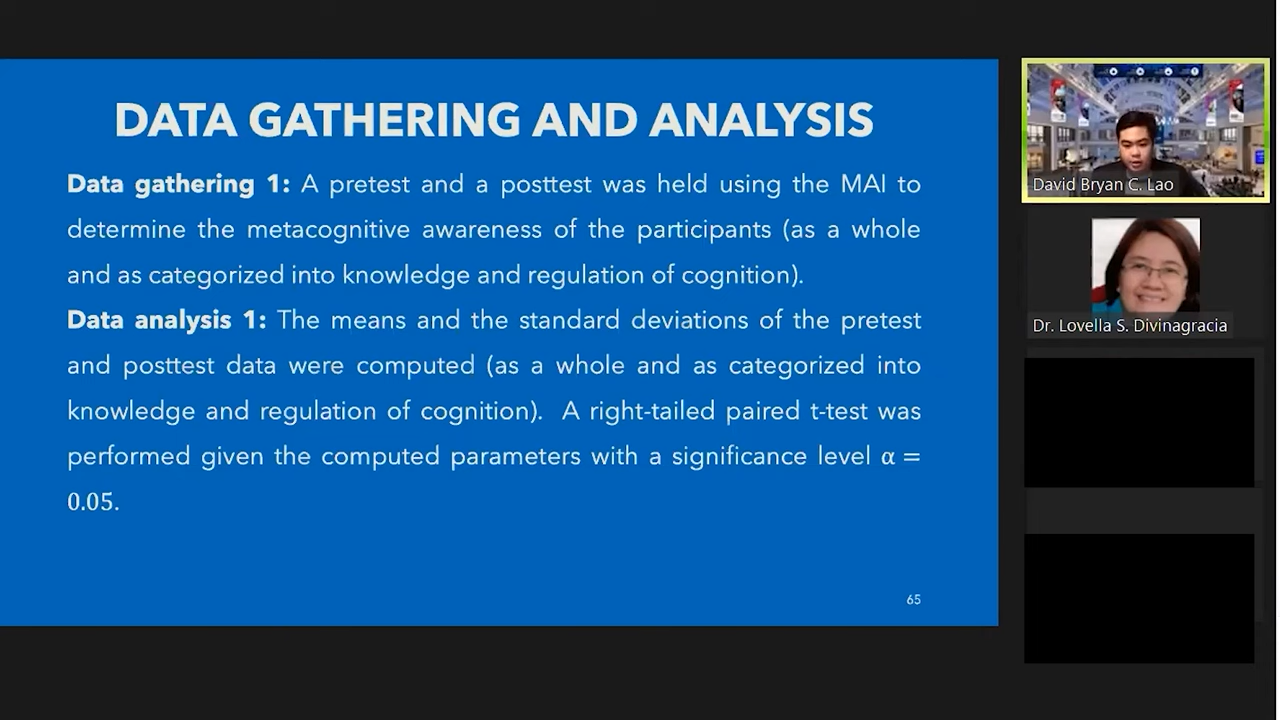 DATA GATHERING AND ANALYSIS
Data gathering 1: A pretest and a posttest was held using the MAI to
determine the metacognitive awareness of the participants (as a whole
and as categorized into knowledge and regulation of cognition).
Data analysis 1: The means and the standard deviations of the pretest
and posttest data were computed (as a whole and as categorized into
knowledge and regulation of cognition). A right-tailed paired t-test was
performed given the computed parameters with a significance level α =
0.05.
65
David Bryan C. Lao
Dr. Lovella S. Divinagracia